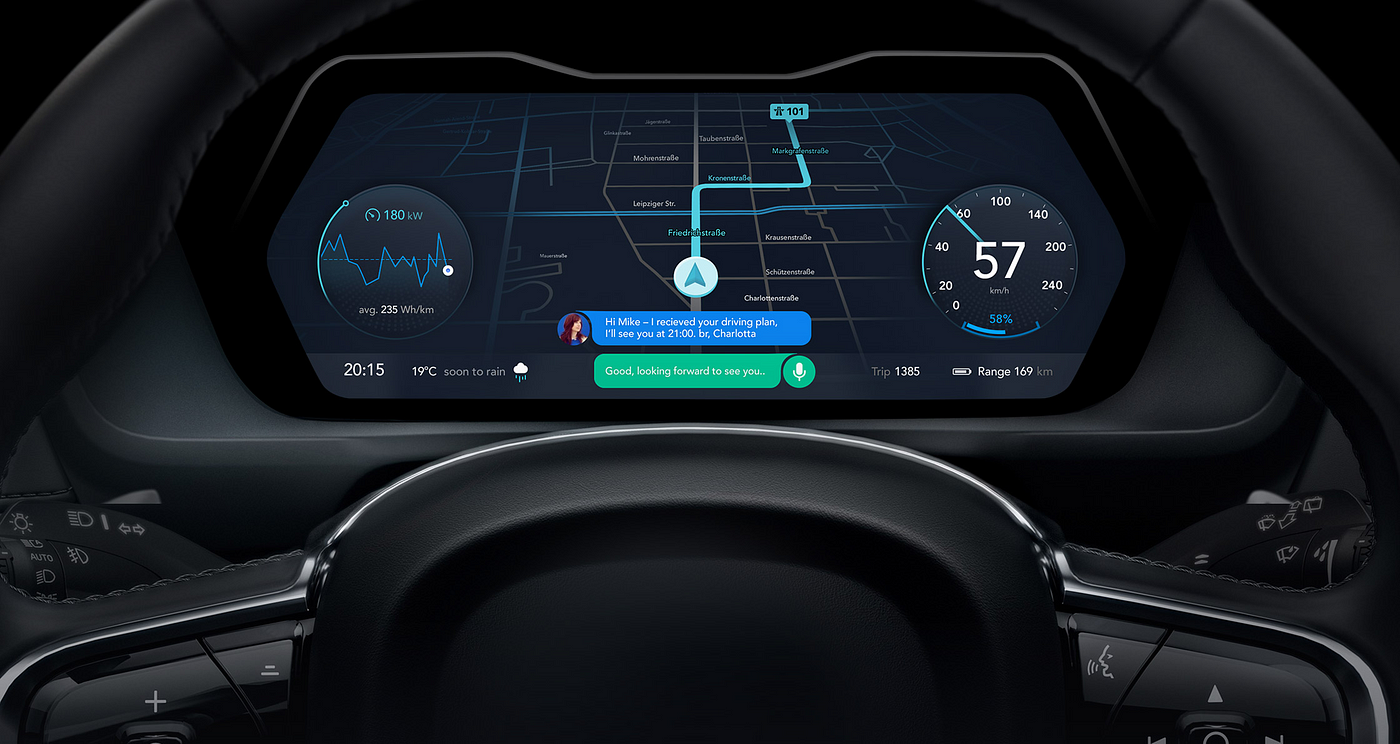 101
Jägerstraße
Glinkastraße
Taubenstraße
Mohrenstraße
Markgrafenstraße
Kronenstraße
Leipziger Str.
Friedrichstraße
Krausenstraße
Mauerstraße
Schützenstraße
Charlottenstraße
180 kW
avg. 235 Wh/km
0
20
40
60
100
140
200
240
57
km/h
58%
Hi Mike – I recieved your driving plan,
I'll see you at 21:00. br, Charlotta
20:15
19°C soon to rain
Good, looking forward to see you..
Trip 1385
Range 169 km
AUTO